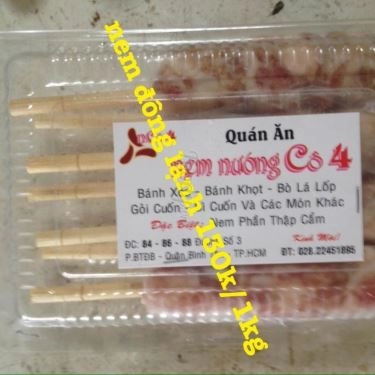 Quán Ăn
nem nướng Cô 4
Bánh Xèo - Bánh Khọt - Bò Lá Lốp
Gỏi Cuốn Cuốn Và Các Món Khác
Đặc Biệt: Nem Phần Thập Cẩm
Kính Mời!
ĐC: 84 - 86 - 88 Số 3
P.BTĐB - Quận Bình TP.HCM ĐT: 028.22451865
nem đông lạnh 130k/1kg